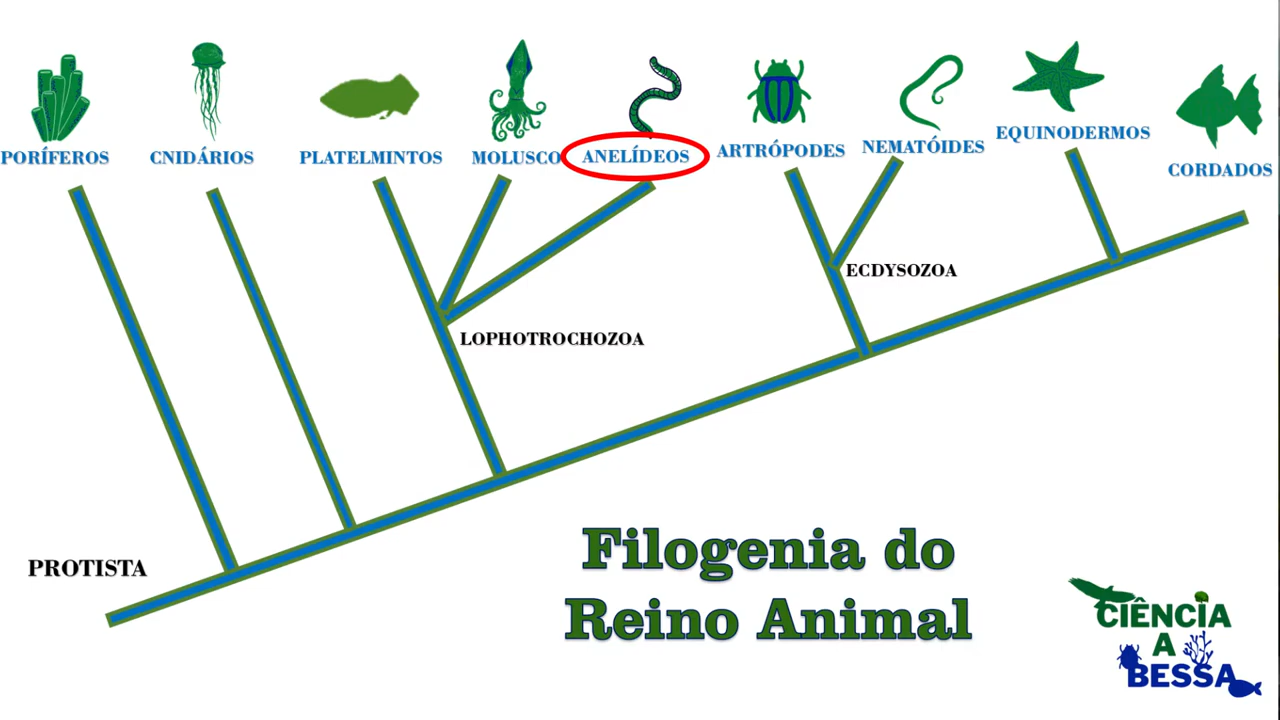 PORÍFEROS
CNIDÁRIOS
PLATELMINTOS
MOLUSCO
ANELÍDEOS
ARTRÓPODES
NEMATÓIDES
EQUINODERMOS
CORDADOS
ECDYSOZOA
LOPHOTROCHOZOA
PROTISTA
Filogenia do
Reino Animal
CIÊNCIA
A
BESSA